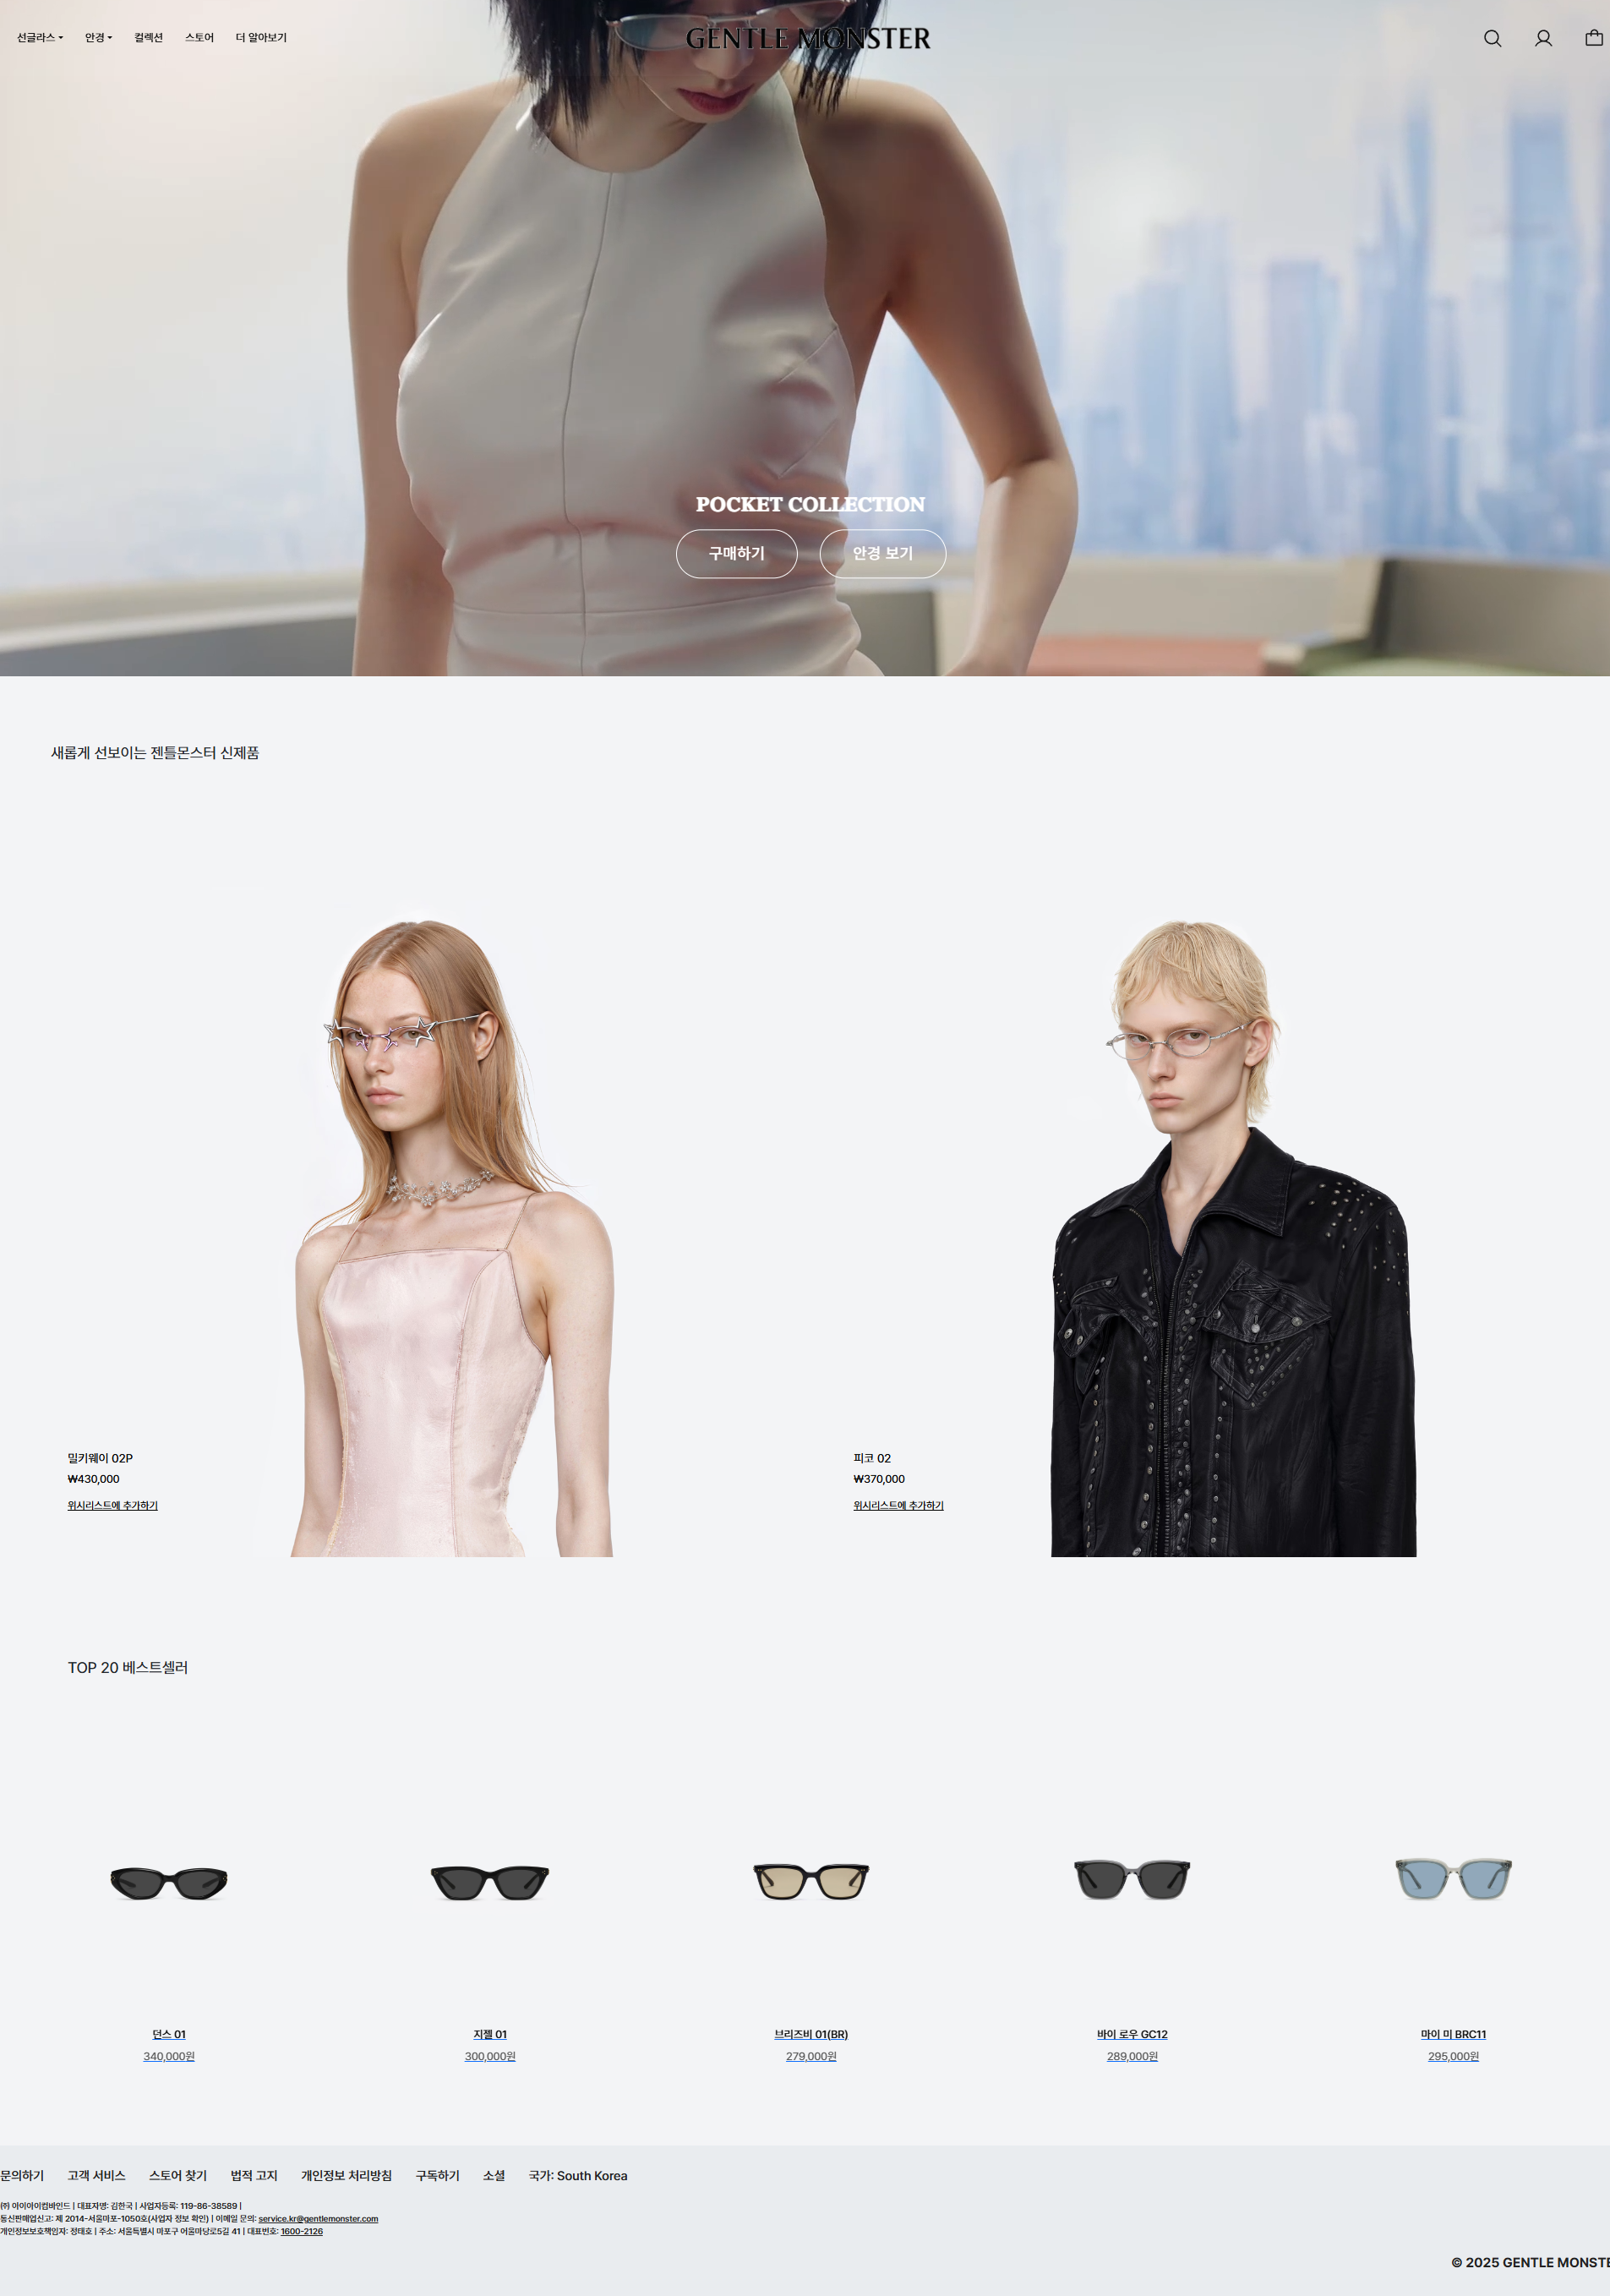 선글라스 안경 컬렉션 스토어 더 알아보기
GENTLE MONSTER
POCKET COLLECTION
구매하기 안경 보기
새롭게 선보이는 젠틀몬스터 신제품
밀키웨이 02P
₩430,000
위시리스트에 추가하기
피코 02
₩370,000
위시리스트에 추가하기
TOP 20 베스트셀러
던스 01
340,000원
지젤 01
300,000원
브리즈비 01(BR)
279,000원
바이 로우 GC12
289,000원
마이 미 BRC11
295,000원
문의하기 고객 서비스 스토어 찾기 법적 고지 개인정보 처리방침 구독하기 소셜 국가: South Korea
㈜ 아이아이컴바인드 | 대표자명: 김한국 | 사업자등록: 119-86-38589 |
통신판매업신고: 제 2014-서울마포-1050호(사업자 정보 확인) | 이메일 문의: service.kr@gentlemonster.com
개인정보보호책임자: 정태호 | 주소: 서울특별시 마포구 어울마당로5길 41 | 대표번호: 1600-2126
© 2025 GENTLE MONSTE